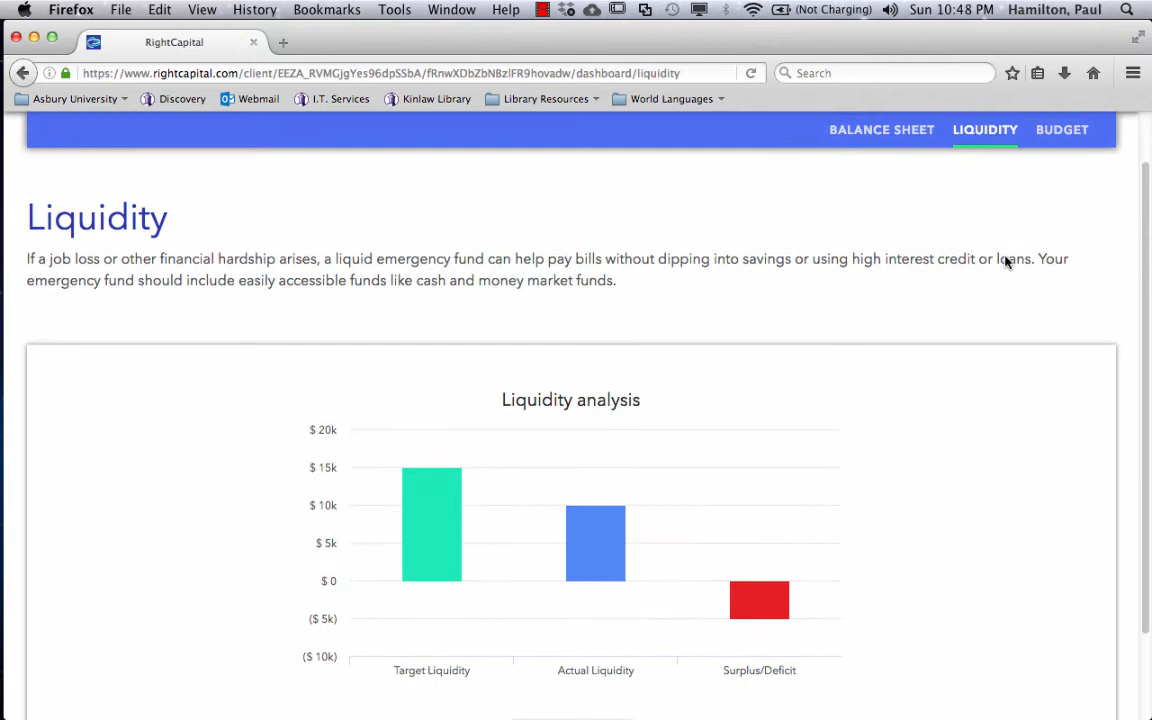 Firefox File Edit View History Bookmarks Tools Window Help (Not Charging) Sun 10:48 PM Hamilton, Paul
RightCapital
https://www.rightcapital.com/client/EEZA_RVMGjgYes96dpSSbA/fRnwXDbZbNBzlFR9hovadw/dashboard/liquidity Search
Asbury University Discovery Webmail I.T. Services Kinlaw Library Library Resources World Languages
BALANCE SHEET LIQUIDITY BUDGET
Liquidity
If a job loss or other financial hardship arises, a liquid emergency fund can help pay bills without dipping into savings or using high interest credit or loans. Your
emergency fund should include easily accessible funds like cash and money market funds.
Liquidity analysis
$ 20k
$ 15k
$ 10k
$ 5k
$ 0
($ 5k)
($ 10k)
Target Liquidity Actual Liquidity Surplus/Deficit